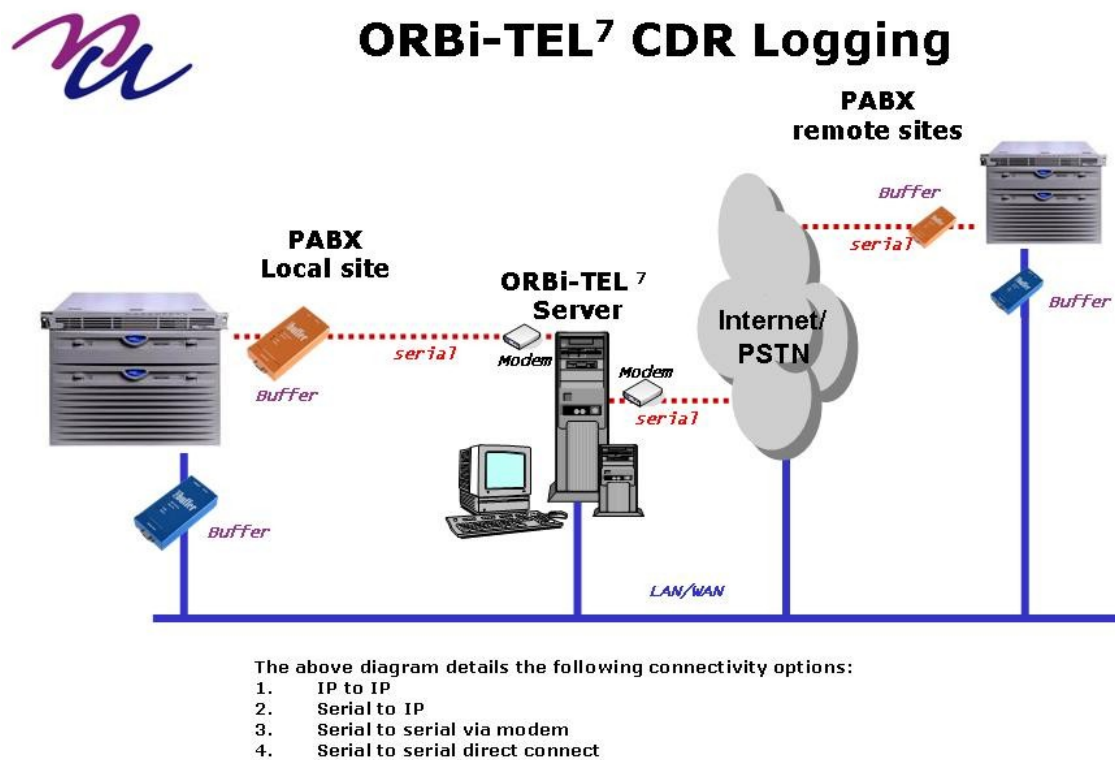 ORBi-TEL⁷ CDR Logging
PABX
remote sites
Buffer
serial
Buffer
PABX
Local site
ORBi-TEL ⁷
Server
Buffer
serial
Modem
Modem
serial
Internet/
PSTN
Buffer
Buffer
LAN/WAN
The above diagram details the following connectivity options:
1. IP to IP
2. Serial to IP
3. Serial to serial via modem
4. Serial to serial direct connect